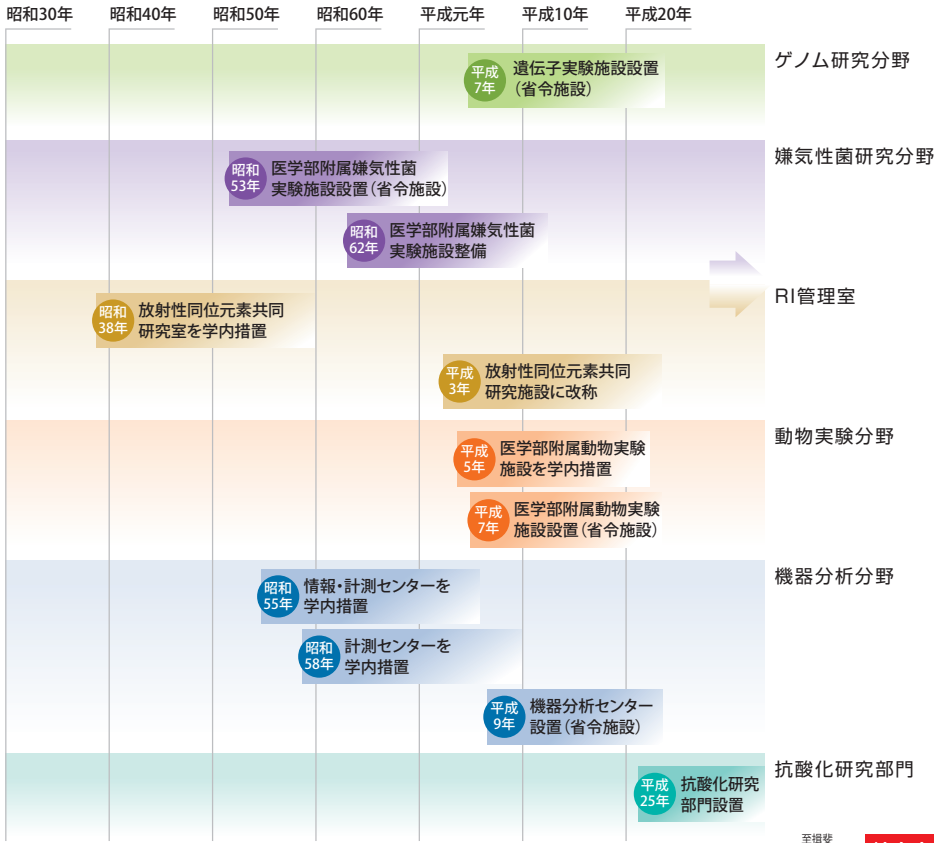 昭和30年 昭和40年 昭和50年 昭和60年 平成元年 平成10年 平成20年
ゲノム研究分野
平成
7年
遺伝子実験施設設置
(省令施設)
嫌気性菌研究分野
昭和
53年
医学部附属嫌気性菌
実験施設設置(省令施設)
昭和
62年
医学部附属嫌気性菌
実験施設整備
RI管理室
昭和
38年
放射性同位元素共同
研究室を学内措置
平成
3年
放射性同位元素共同
研究施設に改称
動物実験分野
平成
5年
医学部附属動物実験
施設を学内措置
平成
7年
医学部附属動物実験
施設設置(省令施設)
機器分析分野
昭和
55年
情報・計測センターを
学内措置
昭和
58年
計測センターを
学内措置
平成
9年
機器分析センター
設置(省令施設)
抗酸化研究部門
平成
25年
抗酸化研究
部門設置
至揖斐